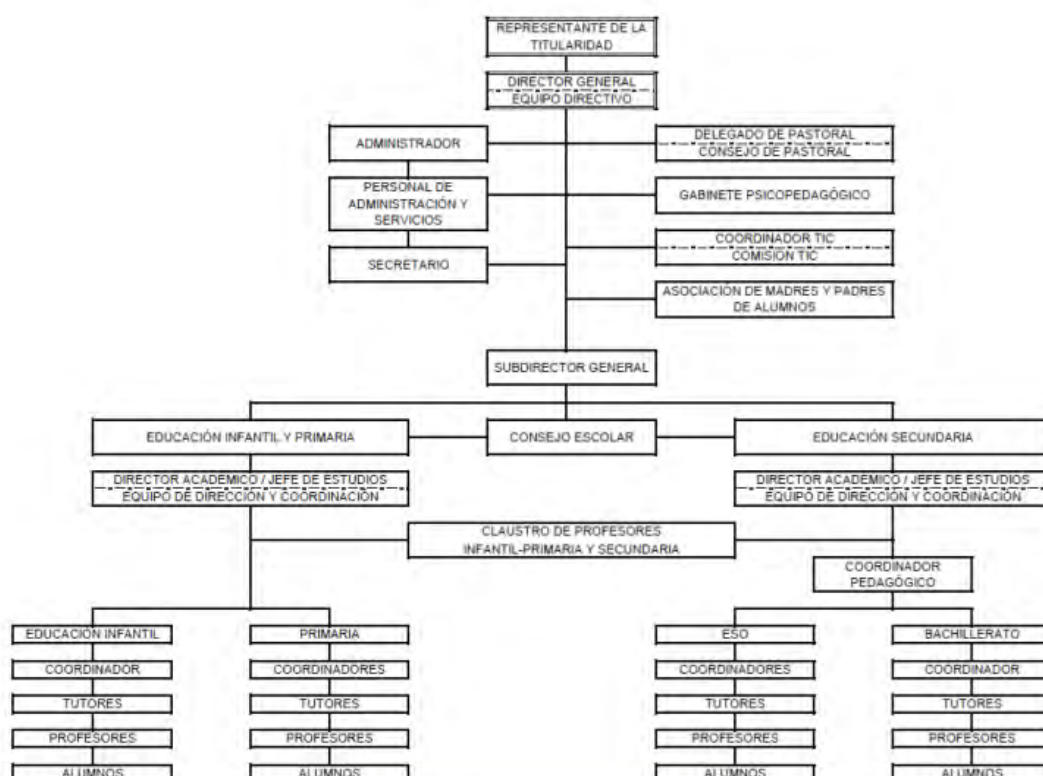 REPRESENTANTE DE LA
TITULARIDAD
DIRECTOR GENERAL
EQUIPO DIRECTIVO
ADMINISTRADOR
DELEGADO DE PASTORAL
CONSEJO DE PASTORAL
PERSONAL DE
ADMINISTRACIÓN Y
SERVICIOS
GABINETE PSICOPEDAGÓGICO
SECRETARIO
COORDINADOR TIC
COMISIÓN TIC
ASOCIACIÓN DE MADRES Y PADRES
DE ALUMNOS
SUBDIRECTOR GENERAL
EDUCACIÓN INFANTIL Y PRIMARIA
CONSEJO ESCOLAR
EDUCACIÓN SECUNDARIA
DIRECTOR ACADÉMICO / JEFE DE ESTUDIOS
EQUIPO DE DIRECCIÓN Y COORDINACIÓN
DIRECTOR ACADÉMICO / JEFE DE ESTUDIOS
EQUIPO DE DIRECCIÓN Y COORDINACIÓN
CLAUSTRO DE PROFESORES
INFANTIL-PRIMARIA Y SECUNDARIA
COORDINADOR
PEDAGÓGICO
EDUCACIÓN INFANTIL
PRIMARIA
ESO
BACHILLERATO
COORDINADOR
COORDINADORES
COORDINADORES
COORDINADOR
TUTORES
TUTORES
TUTORES
TUTORES
PROFESORES
PROFESORES
PROFESORES
PROFESORES
ALUMNOS
ALUMNOS
ALUMNOS
ALUMNOS